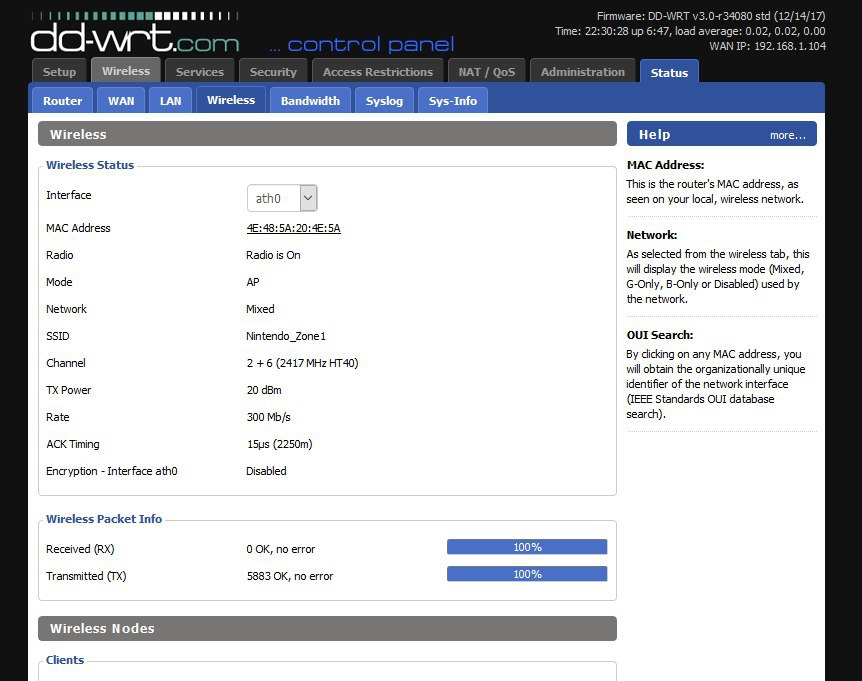 dd-wrt.com ... control panel
Firmware: DD-WRT v3.0-r34080 std (12/14/17)
Time: 22:30:28 up 6:47, load average: 0.02, 0.02, 0.00
WAN IP: 192.168.1.104
Setup Wireless Services Security Access Restrictions NAT / QoS Administration Status
Router WAN LAN Wireless Bandwidth Syslog Sys-Info
Wireless
Wireless Status
Interface ath0
MAC Address 4E:48:5A:20:4E:5A
Radio Radio is On
Mode AP
Network Mixed
SSID Nintendo_Zone1
Channel 2 + 6 (2417 MHz HT40)
TX Power 20 dBm
Rate 300 Mb/s
ACK Timing 15µs (2250m)
Encryption - Interface ath0 Disabled
Wireless Packet Info
Received (RX) 0 OK, no error 100%
Transmitted (TX) 5883 OK, no error 100%
Wireless Nodes
Clients
Help more...
MAC Address:
This is the router's MAC address, as
seen on your local, wireless network.
Network:
As selected from the wireless tab, this
will display the wireless mode (Mixed,
G-Only, B-Only or Disabled) used by
the network.
OUI Search:
By clicking on any MAC address, you
will obtain the organizationally unique
identifier of the network interface
(IEEE Standards OUI database
search).